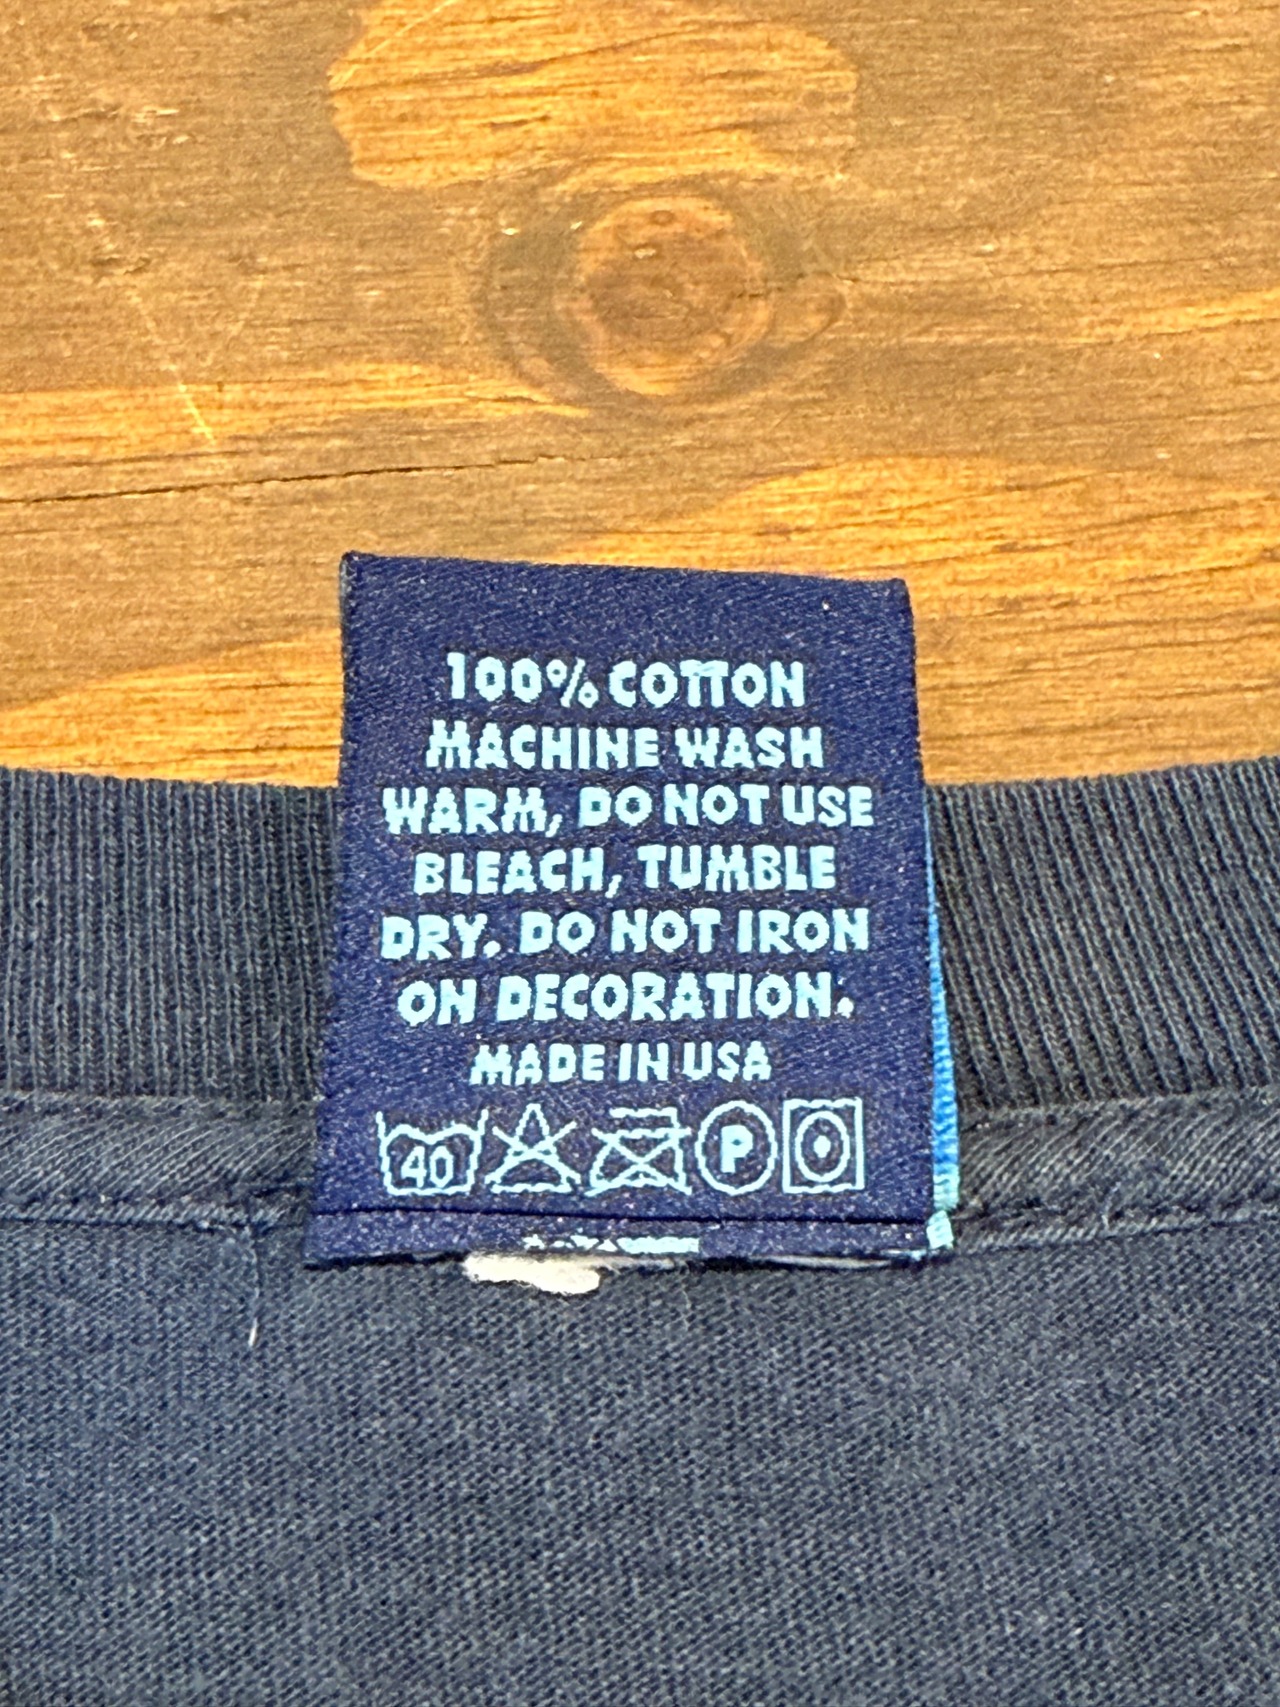 100% COTTON
MACHINE WASH
WARM, DO NOT USE
BLEACH, TUMBLE
DRY. DO NOT IRON
ON DECORATION.
MADE IN USA
40 P